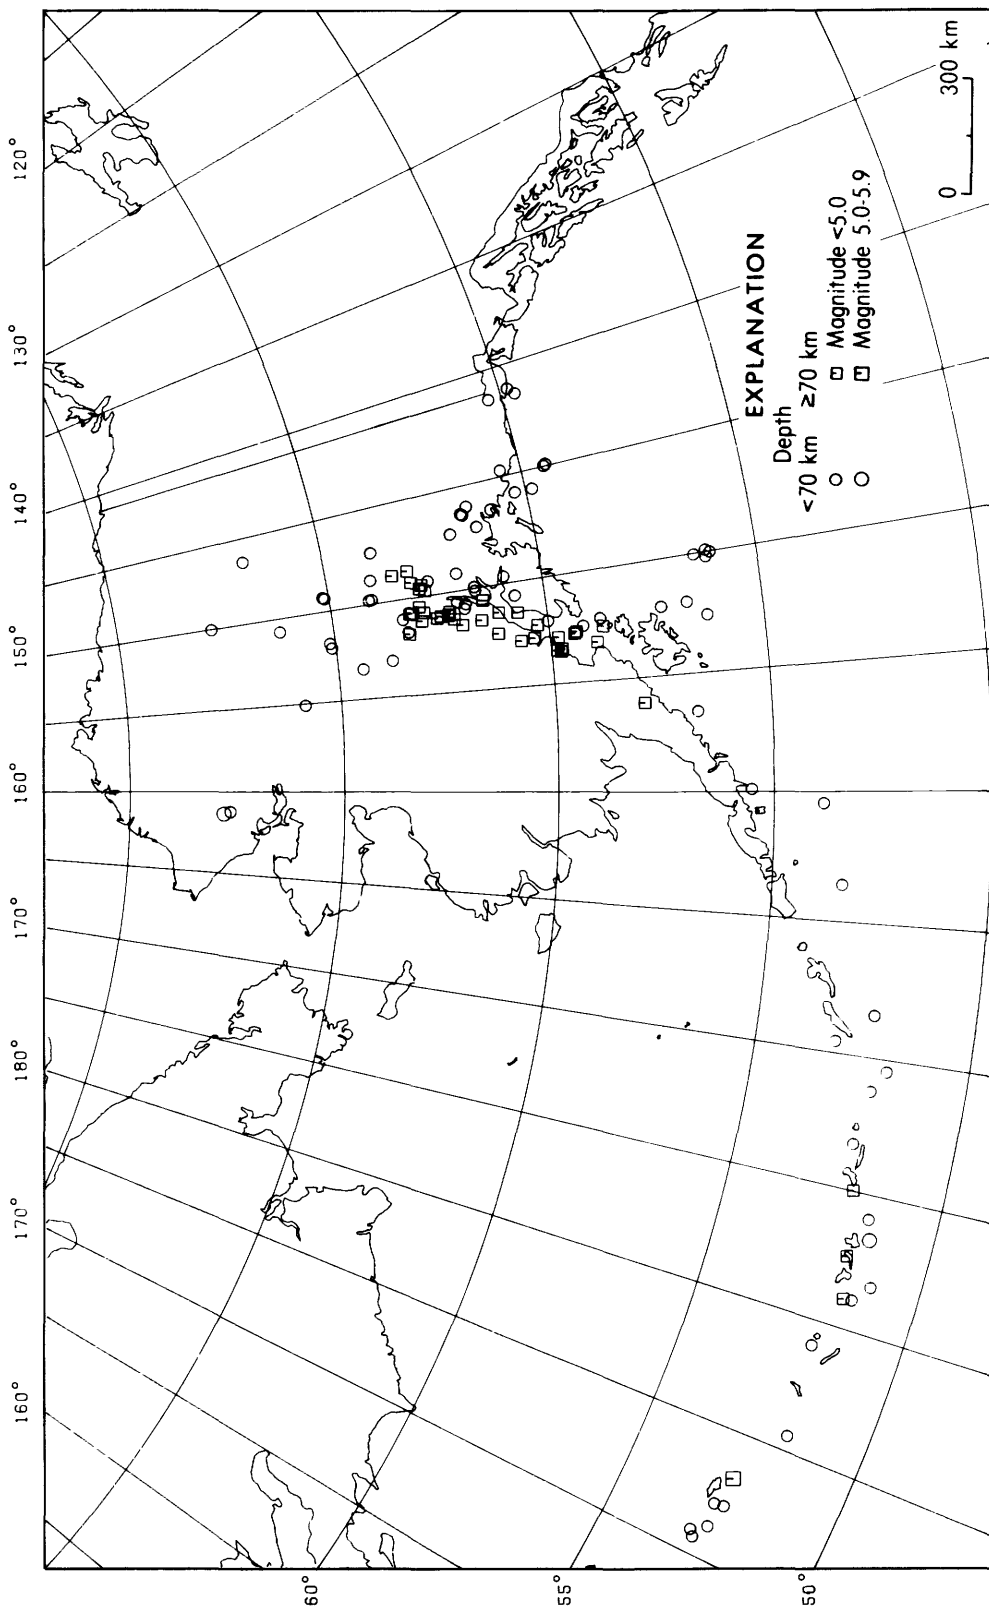 160°
170°
180°
170°
160°
150°
140°
130°
120°
60°
55°
50°
EXPLANATION
Depth
<70 km ≥70 km
Magnitude <5.0
Magnitude 5.0-5.9
0 300 km